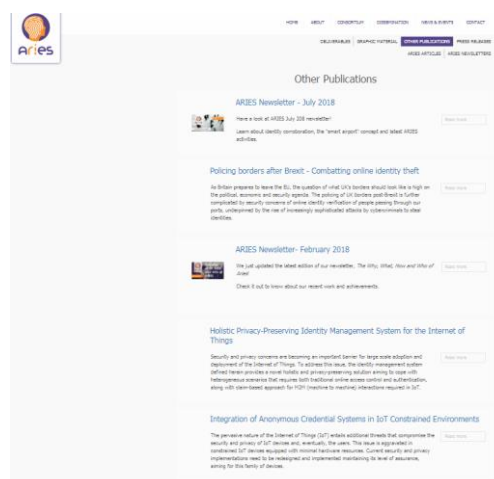 HOME ABOUT CONSORTIUM DISSEMINATION NEWS & EVENTS CONTACT
Aries
DELIVERABLES GRAPHIC MATERIAL OTHER PUBLICATIONS PRESS RELEASES
ARIES ARTICLES ARIES NEWSLETTERS
Other Publications
ARIES Newsletter - July 2018
Have a look at ARIES July 208 newsletter!
Read more
Learn about identity corroboration, the "smart airport" concept and latest ARIES
activities.
Policing borders after Brexit - Combatting online identity theft
As Britain prepares to leave the EU, the question of what UK's borders should look like is high on
Read more
the political, economic and security agenda. The policing of UK borders post-Brexit is further
complicated by security concerns of online identity verification of people passing through our
ports, underpinned by the rise of increasingly sophisticated attacks by cybercriminals to steal
identities.
ARIES Newsletter- February 2018
We just updated the latest edition of our newsletter, The Why, What, How and Who of
Read more
Aries!
Check it out to know about our recent work and achievements.
Holistic Privacy-Preserving Identity Management System for the Internet of
Things
Security and privacy concerns are becoming an important barrier for large scale adoption and
Read more
deployment of the Internet of Things. To address this issue, the identity management system
defined herein provides a novel holistic and privacy-preserving solution aiming to cope with
heterogeneous scenarios that requires both traditional online access control and authentication,
along with claim-based approach for M2M (machine to machine) interactions required in IoT.
Integration of Anonymous Credential Systems in IoT Constrained Environments
The pervasive nature of the Internet of Things (IoT) entails additional threats that compromise the
Read more
security and privacy of IoT devices and, eventually, the users. This issue is aggravated in
constrained IoT devices equipped with minimal hardware resources. Current security and privacy
implementations need to be redesigned and implemented maintaining its level of assurance,
aiming for this family of devices.